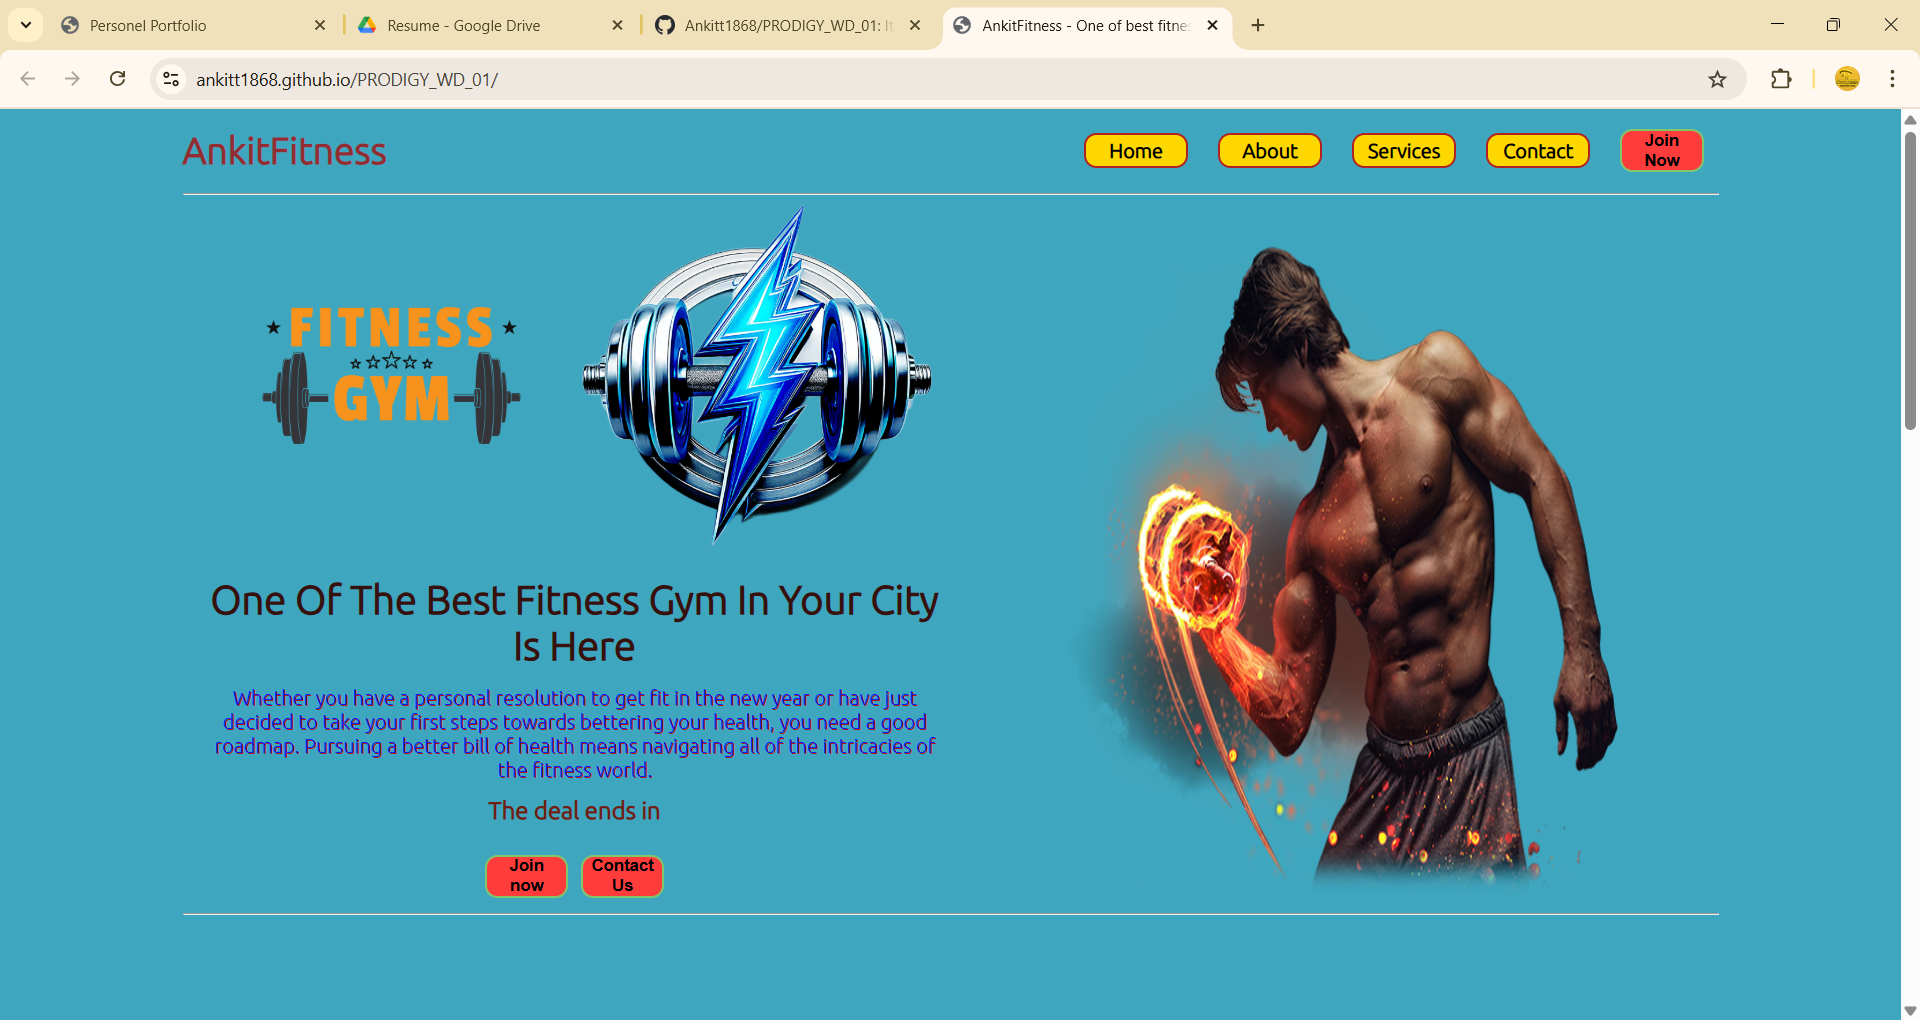 Personel Portfolio
Resume - Google Drive
Ankitt1868/PRODIGY_WD_01: It
AnkitFitness - One of best fitnes
ankitt1868.github.io/PRODIGY_WD_01/
AnkitFitness
Home
About
Services
Contact
Join
Now
FITNESS
GYM
One Of The Best Fitness Gym In Your City
Is Here
Whether you have a personal resolution to get fit in the new year or have just
decided to take your first steps towards bettering your health, you need a good
roadmap. Pursuing a better bill of health means navigating all of the intricacies of
the fitness world.
The deal ends in
Join
now
Contact
Us